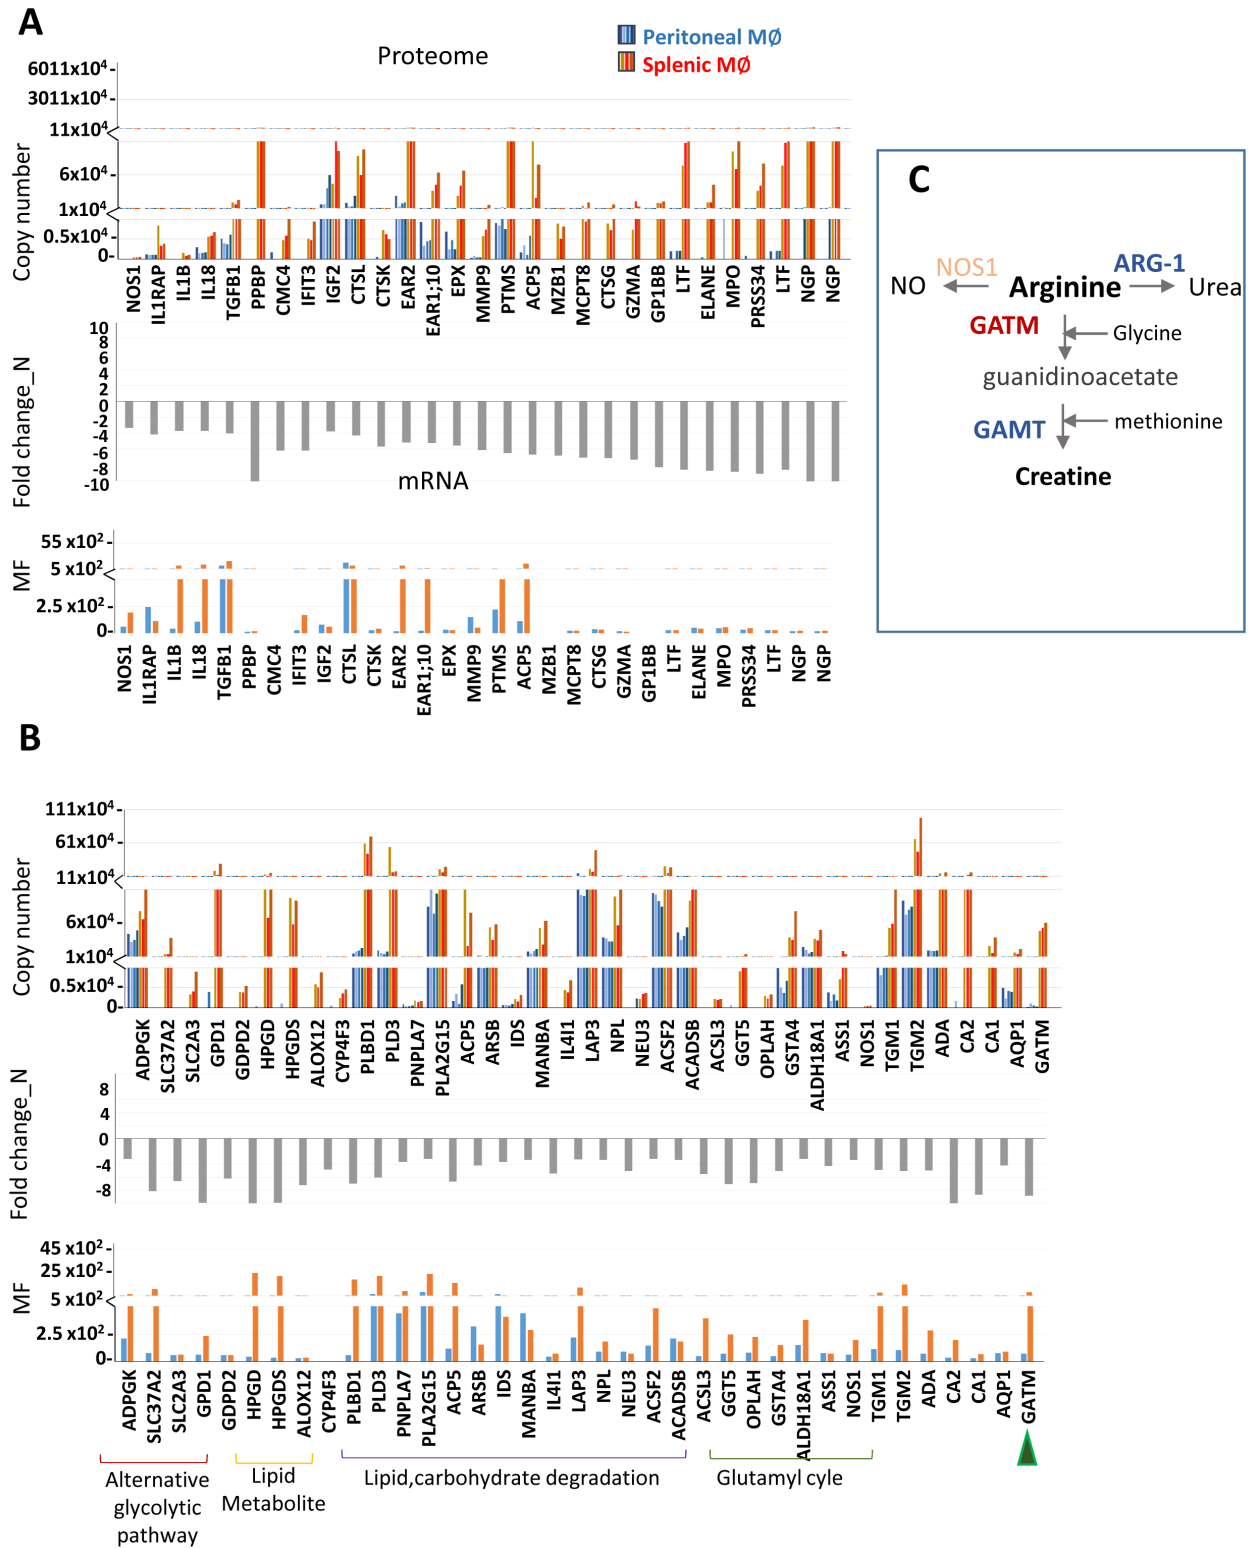 A
Proteome
Peritoneal MØ
Splenic MØ
6011x10⁴
3011x10⁴
11x10⁴
6x10⁴
1x10⁴
0.5x10⁴
0
Copy number
NOS1
IL1RAP
IL1B
IL18
TGFB1
PPBP
CMC4
IFIT3
IGF2
CTSL
CTSK
EAR2
EAR1;10
EPX
MMP9
PTMS
ACP5
MZB1
MCPT8
CTSG
GZMA
GP1BB
LTF
ELANE
MPO
PRSS34
LTF
NGP
NGP
10
8
6
4
2
0
-2
-4
-6
-8
-10
Fold change_N
mRNA
55 x10²
5 x10²
2.5 x10²
0
MF
NOS1
IL1RAP
IL1B
IL18
TGFB1
PPBP
CMC4
IFIT3
IGF2
CTSL
CTSK
EAR2
EAR1;10
EPX
MMP9
PTMS
ACP5
MZB1
MCPT8
CTSG
GZMA
GP1BB
LTF
ELANE
MPO
PRSS34
LTF
NGP
NGP
C
NOS1
ARG-1
NO
Arginine
Urea
GATM
Glycine
guanidinoacetate
GAMT
methionine
Creatine
B
111x10⁴
61x10⁴
11x10⁴
6x10⁴
1x10⁴
0.5x10⁴
0
Copy number
ADPGK
SLC37A2
SLC2A3
GPD1
GDPD2
HPGD
HPGDS
ALOX12
CYP4F3
PLBD1
PLD3
PNPLA7
PLA2G15
ACP5
ARSB
IDS
MANBA
IL4I1
LAP3
NPL
NEU3
ACSF2
ACADSB
ACSL3
GGT5
OPLAH
GSTA4
ALDH18A1
ASS1
NOS1
TGM1
TGM2
ADA
CA2
CA1
AQP1
GATM
8
4
0
-4
-8
Fold change_N
45 x10²
25 x10²
5 x10²
2.5 x10²
0
MF
ADPGK
SLC37A2
SLC2A3
GPD1
GDPD2
HPGD
HPGDS
ALOX12
CYP4F3
PLBD1
PLD3
PNPLA7
PLA2G15
ACP5
ARSB
IDS
MANBA
IL4I1
LAP3
NPL
NEU3
ACSF2
ACADSB
ACSL3
GGT5
OPLAH
GSTA4
ALDH18A1
ASS1
NOS1
TGM1
TGM2
ADA
CA2
CA1
AQP1
GATM
Alternative
glycolytic
pathway
Lipid
Metabolite
Lipid,carbohydrate degradation
Glutamyl cyle